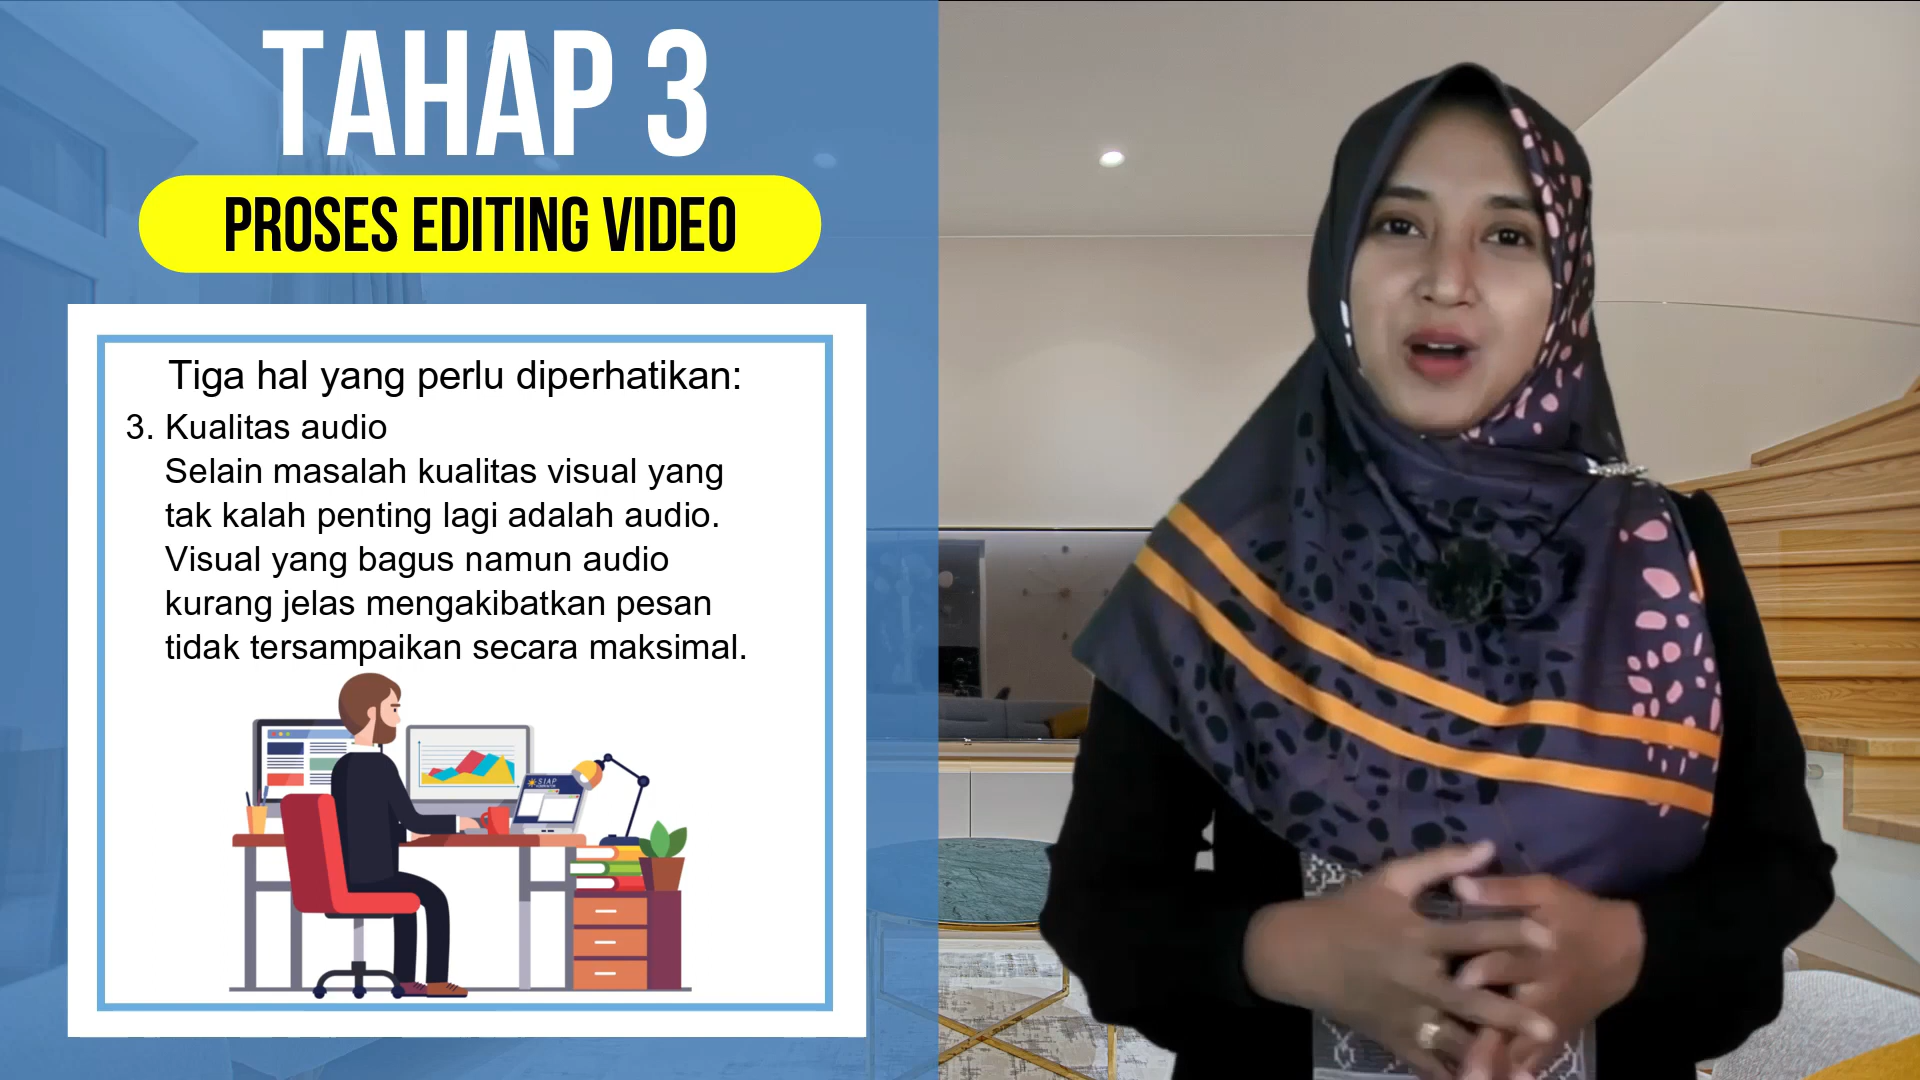 TAHAP 3
PROSES EDITING VIDEO
Tiga hal yang perlu diperhatikan:
3. Kualitas audio
Selain masalah kualitas visual yang
tak kalah penting lagi adalah audio.
Visual yang bagus namun audio
kurang jelas mengakibatkan pesan
tidak tersampaikan secara maksimal.
SIAP